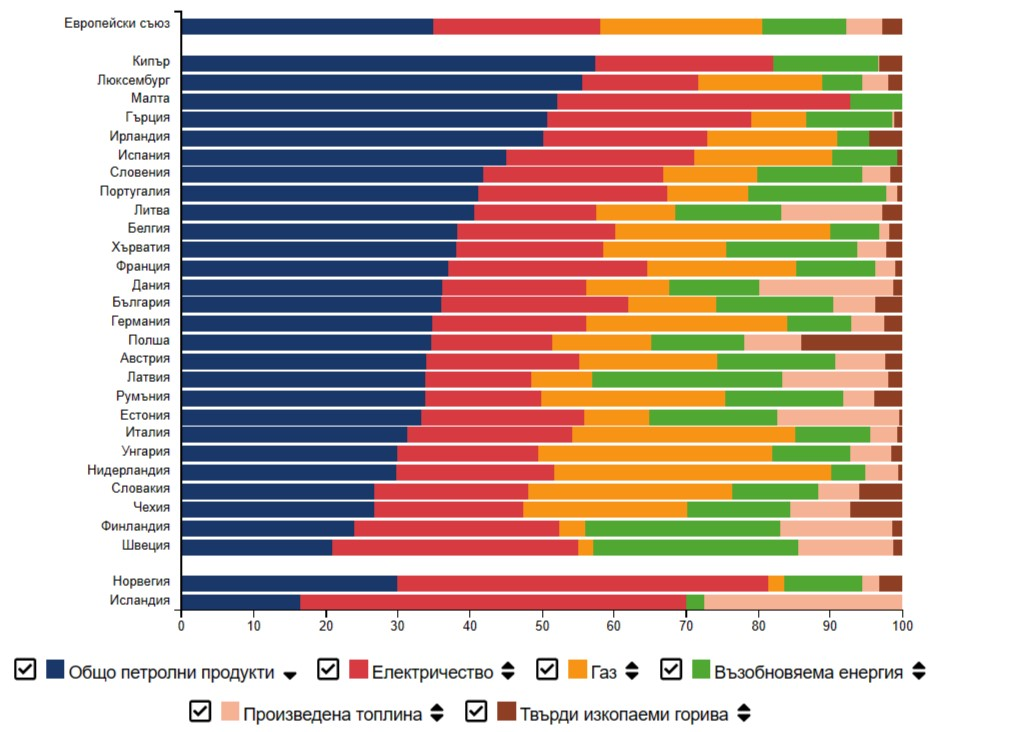 Европейски съюз
Кипър
Люксембург
Малта
Гърция
Ирландия
Испания
Словения
Португалия
Литва
Белгия
Хърватия
Франция
Дания
България
Германия
Полша
Австрия
Латвия
Румъния
Естония
Италия
Унгария
Нидерландия
Словакия
Чехия
Финландия
Швеция
Норвегия
Исландия
0 10 20 30 40 50 60 70 80 90 100
Общо петролни продукти Електричество Газ Възобновяема енергия
Произведена топлина Твърди изкопаеми горива